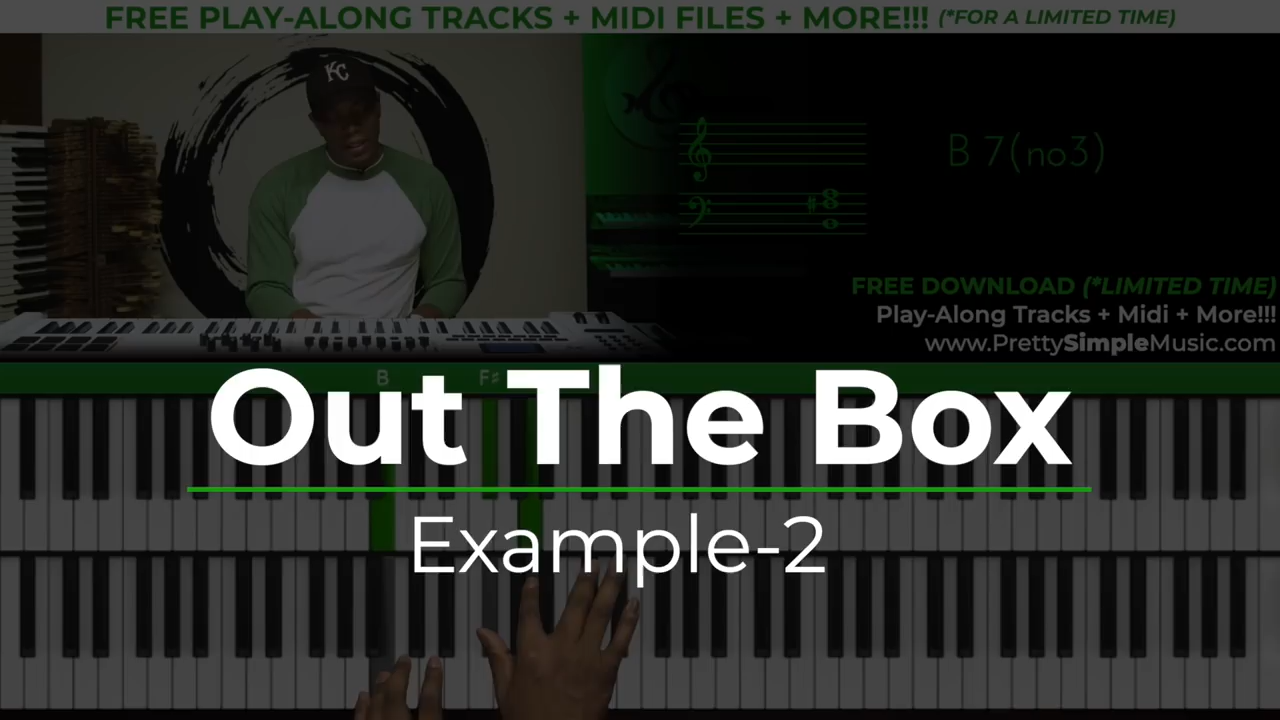 FREE PLAY-ALONG TRACKS + MIDI FILES + MORE!!! (*FOR A LIMITED TIME)
KC
B 7(no3)
FREE DOWNLOAD (*LIMITED TIME)
Play-Along Tracks + Midi + More!!!
www.PrettySimpleMusic.com
B F♯
Out The Box
Example-2